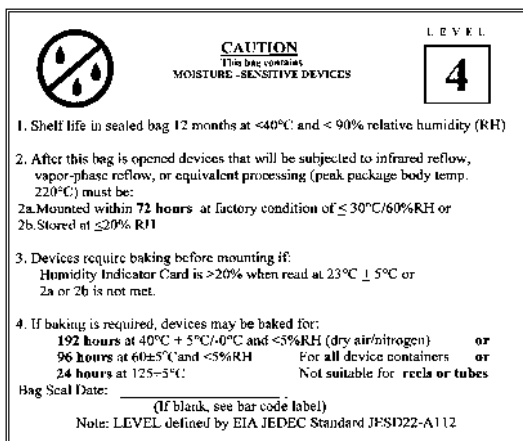 LEVEL
4
CAUTION
This bag contains
MOISTURE -SENSITIVE DEVICES
1. Shelf life in sealed bag 12 months at <40°C and < 90% relative humidity (RH)
2. After this bag is opened devices that will be subjected to infrared reflow,
vapor-phase reflow, or equivalent processing (peak package body temp.
220°C) must be:
2a.Mounted within 72 hours at factory condition of ≤ 30°C/60%RH or
2b.Stored at ≤20% RH
3. Devices require baking before mounting if:
Humidity Indicator Card is >20% when read at 23°C ± 5°C or
2a or 2b is not met.
4. If baking is required, devices may be baked for:
192 hours at 40°C + 5°C/-0°C and <5%RH (dry air/nitrogen) or
96 hours at 60±5°Cand <5%RH For all device containers or
24 hours at 125±5°C Not suitable for reels or tubes
Bag Seal Date:
(If blank, see bar code label)
Note: LEVEL defined by EIA JEDEC Standard JESD22-A112